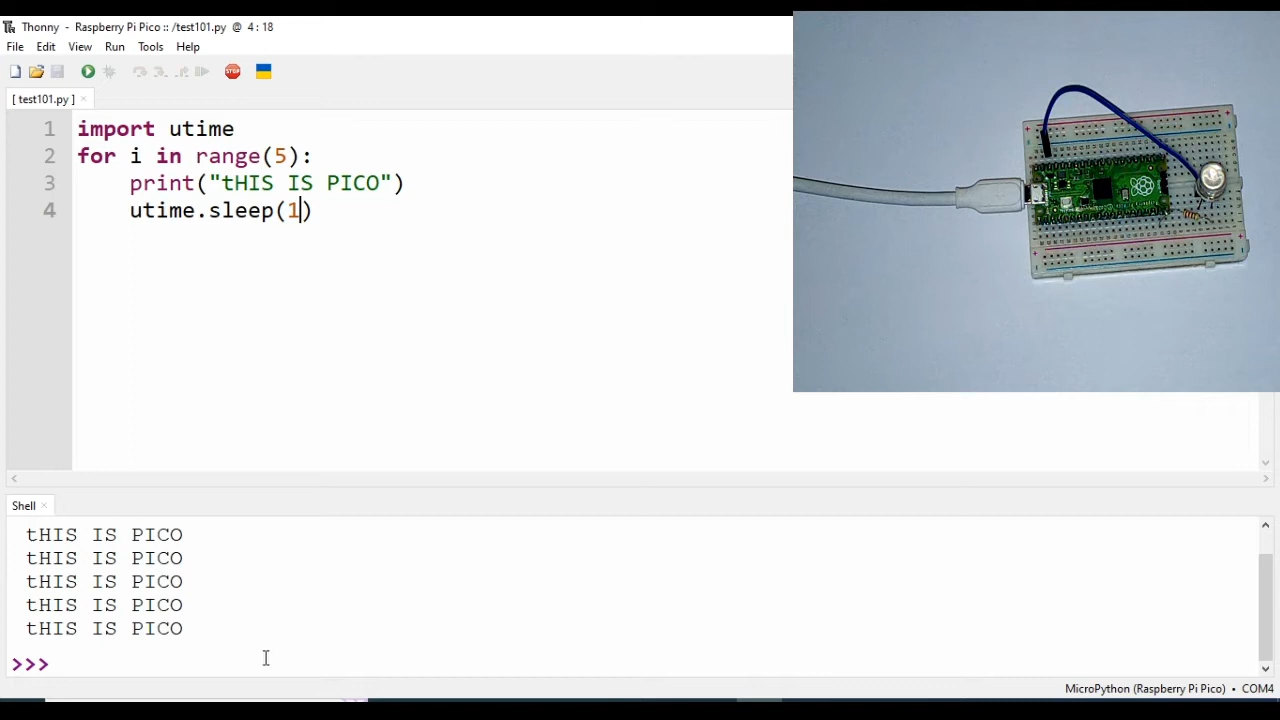 Thonny - Raspberry Pi Pico :: /test101.py @ 4:18
File Edit View Run Tools Help
STOP
[ test101.py ] ×
1 import utime
2 for i in range(5):
3     print("tHIS IS PICO")
4     utime.sleep(1)
Shell ×
tHIS IS PICO
tHIS IS PICO
tHIS IS PICO
tHIS IS PICO
tHIS IS PICO
>>>
MicroPython (Raspberry Pi Pico) • COM4